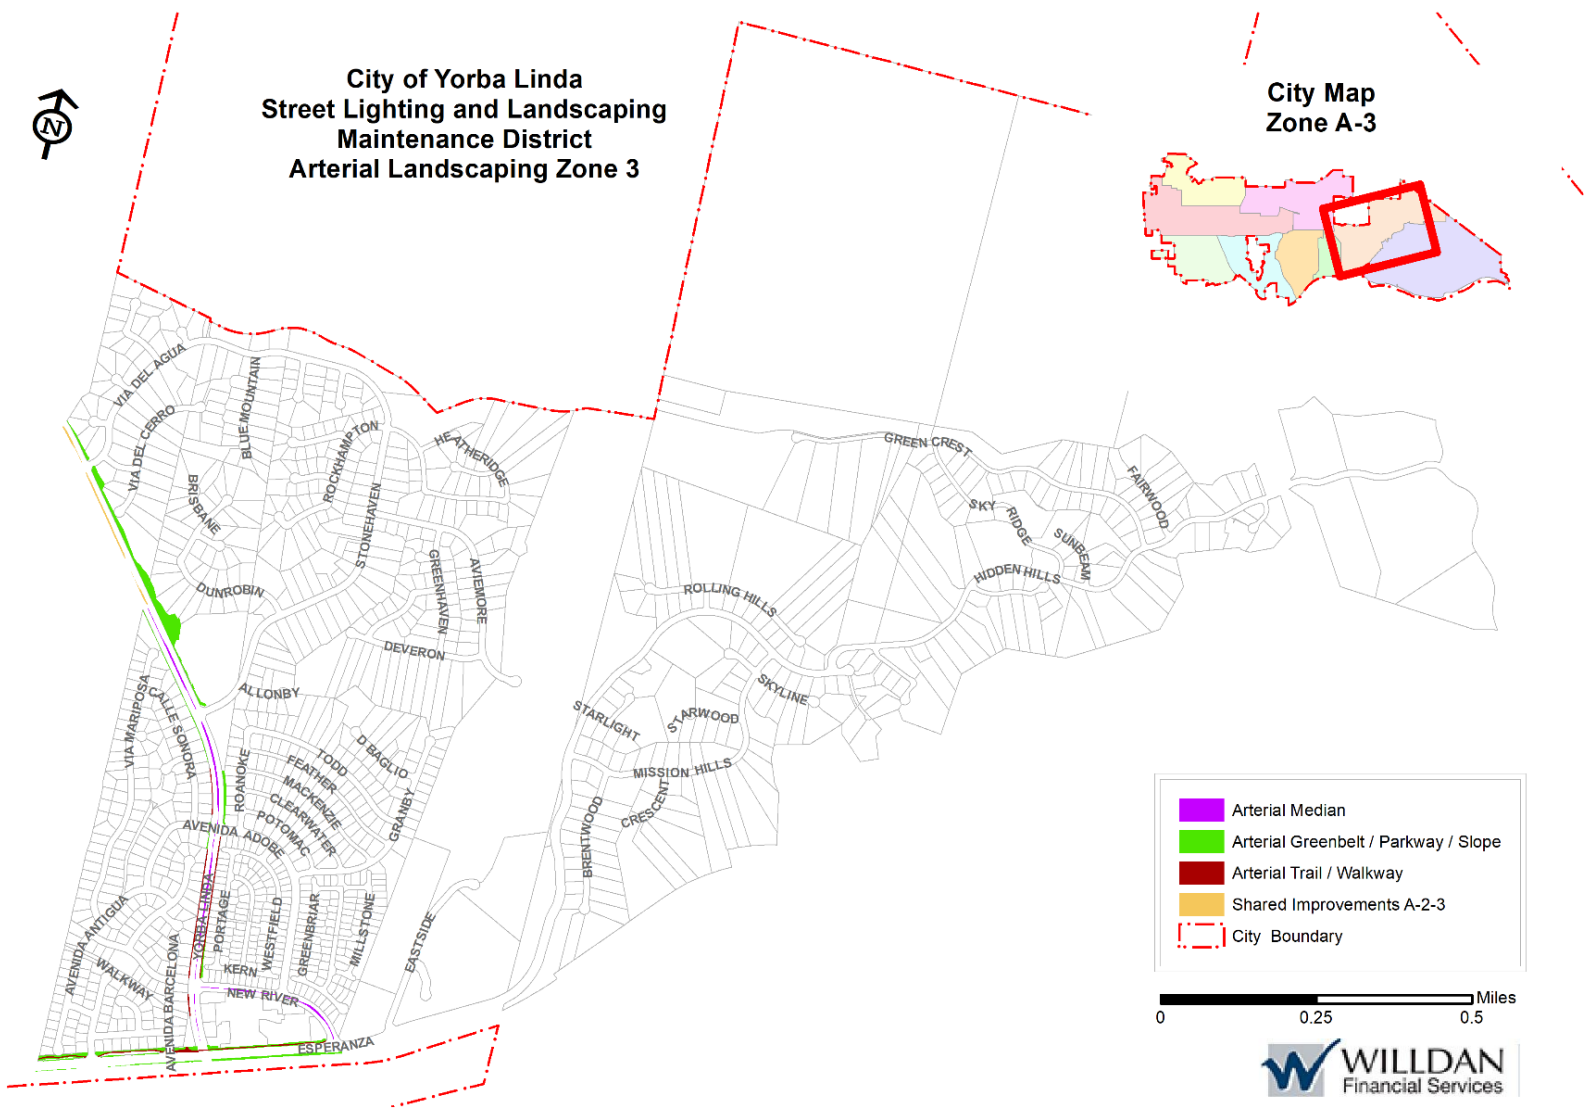 City of Yorba Linda
Street Lighting and Landscaping
Maintenance District
Arterial Landscaping Zone 3
N
City Map
Zone A-3
VIA DEL AGUA
BLUE MOUNTAIN
VIA DEL CERRO
ROCKHAMPTON
HEATHERIDGE
BRISBANE
STONEHAVEN
GREENHAVEN
AVIEMORE
DUNROBIN
DEVERON
ALLONBY
VIA MARIPOSA
CALLE SONORA
ROANOKE
D BAGLIO
TODD
FEATHER
MACKENZIE
CLEARWATER
POTOMAC
GRANBY
AVENIDA ADOBE
YORBA LINDA
PORTAGE
WESTFIELD
GREENBRIAR
MILLSTONE
AVENIDA ANTIGUA
WALKWAY
AVENIDA BARCELONA
KERN
NEW RIVER
ESPERANZA
EASTSIDE
GREEN CREST
FAIRWOOD
SKY RIDGE
SUNBEAM
HIDDEN HILLS
ROLLING HILLS
SKYLINE
STARLIGHT
STARWOOD
MISSION HILLS
CRESCENT
BRENTWOOD
Arterial Median
Arterial Greenbelt / Parkway / Slope
Arterial Trail / Walkway
Shared Improvements A-2-3
City Boundary
Miles
0 0.25 0.5
W WILLDAN
Financial Services